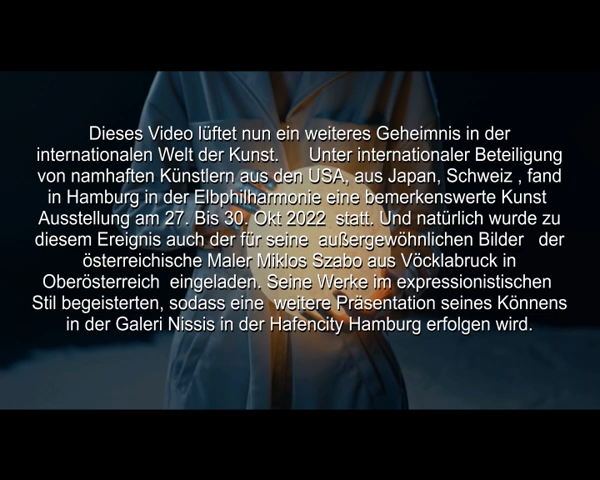 Dieses Video lüftet nun ein weiteres Geheimnis in der
internationalen Welt der Kunst. Unter internationaler Beteiligung
von namhaften Künstlern aus den USA, aus Japan, Schweiz , fand
in Hamburg in der Elbphilharmonie eine bemerkenswerte Kunst
Ausstellung am 27. Bis 30. Okt 2022 statt. Und natürlich wurde zu
diesem Ereignis auch der für seine außergewöhnlichen Bilder der
österreichische Maler Miklos Szabo aus Vöcklabruck in
Oberösterreich eingeladen. Seine Werke im expressionistischen
Stil begeisterten, sodass eine weitere Präsentation seines Könnens
in der Galeri Nissis in der Hafencity Hamburg erfolgen wird.